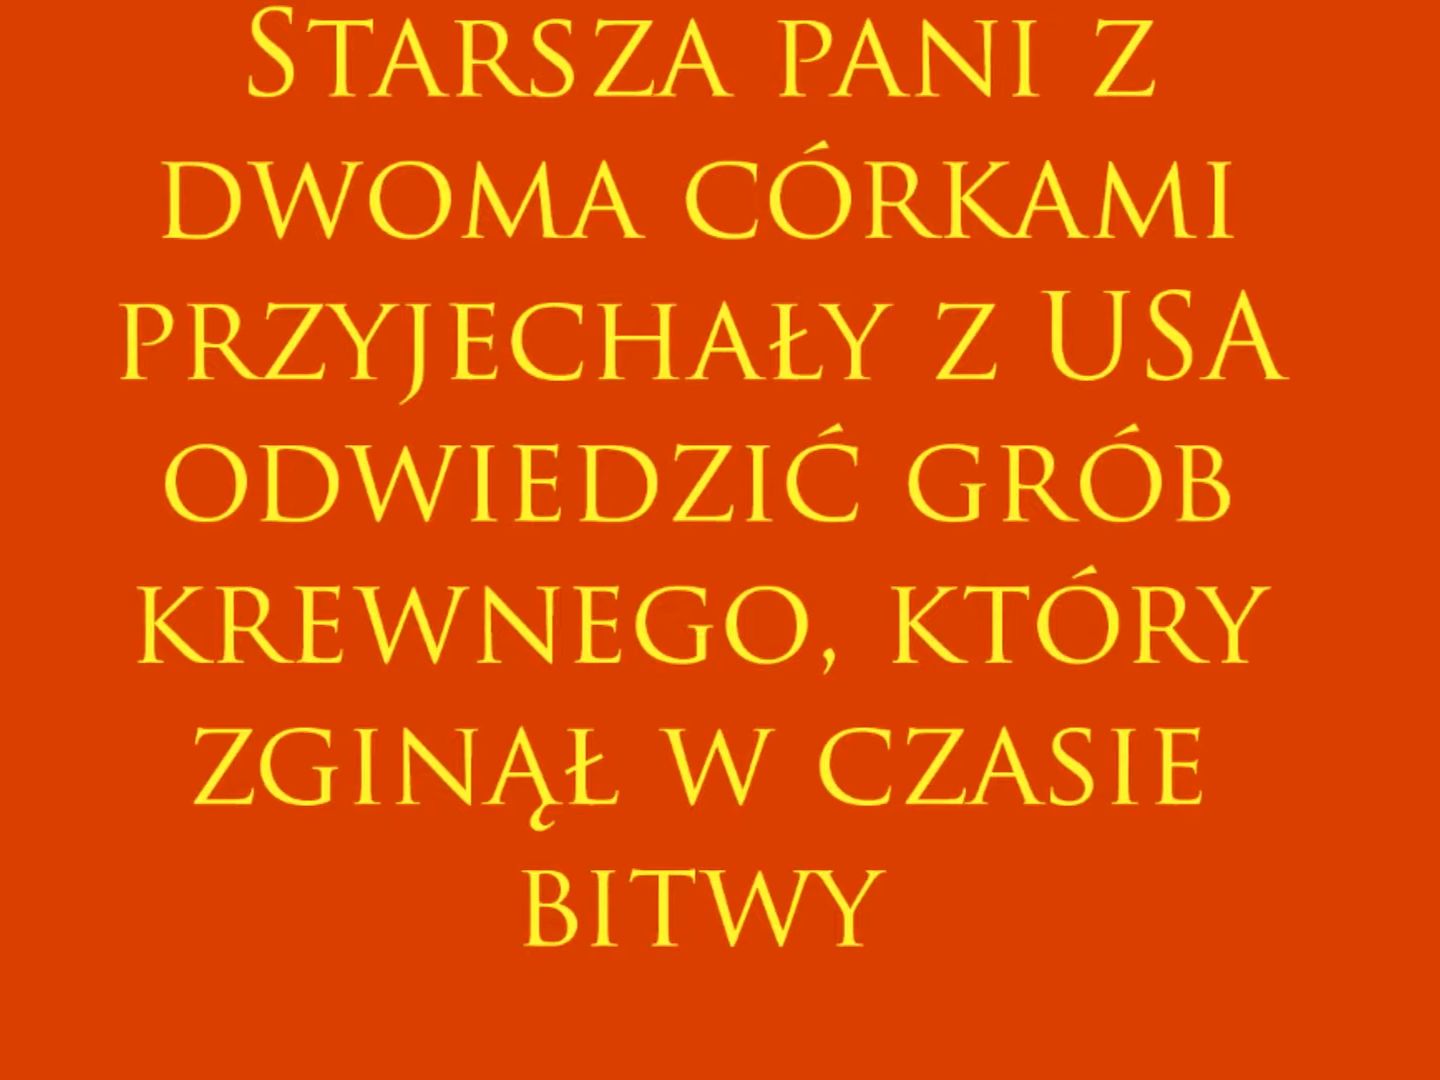 Starsza pani z
dwoma córkami
przyjechały z USA
odwiedzić grób
krewnego, który
zginął w czasie
bitwy